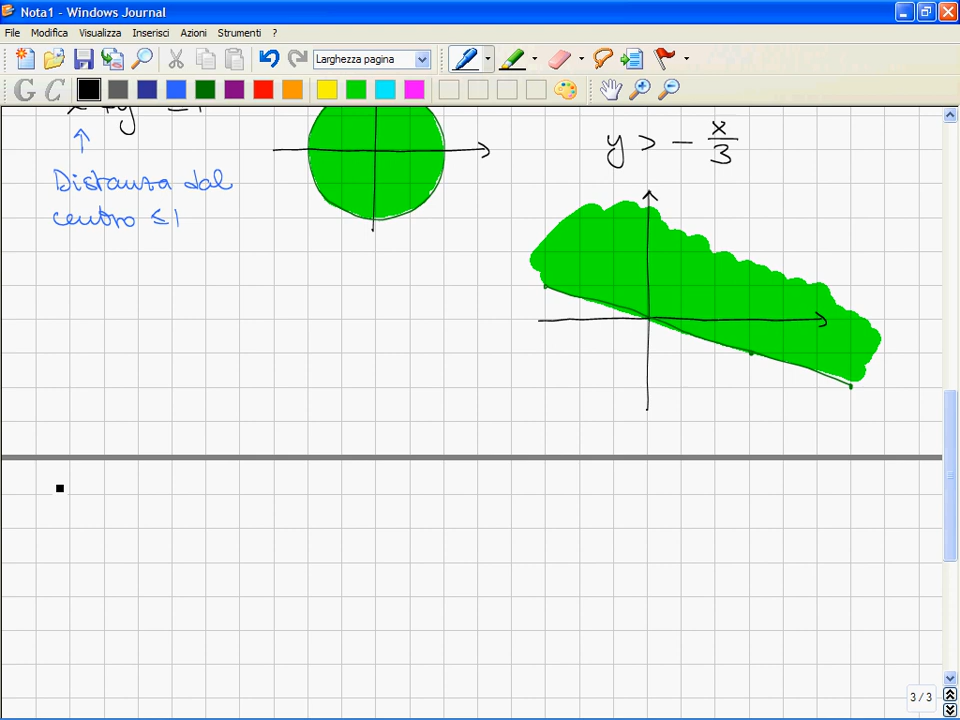 Nota1 - Windows Journal
File Modifica Visualizza Inserisci Azioni Strumenti ?
Larghezza pagina
G C
y > - x/3
Distanza dal
centro ≤ 1
3 / 3